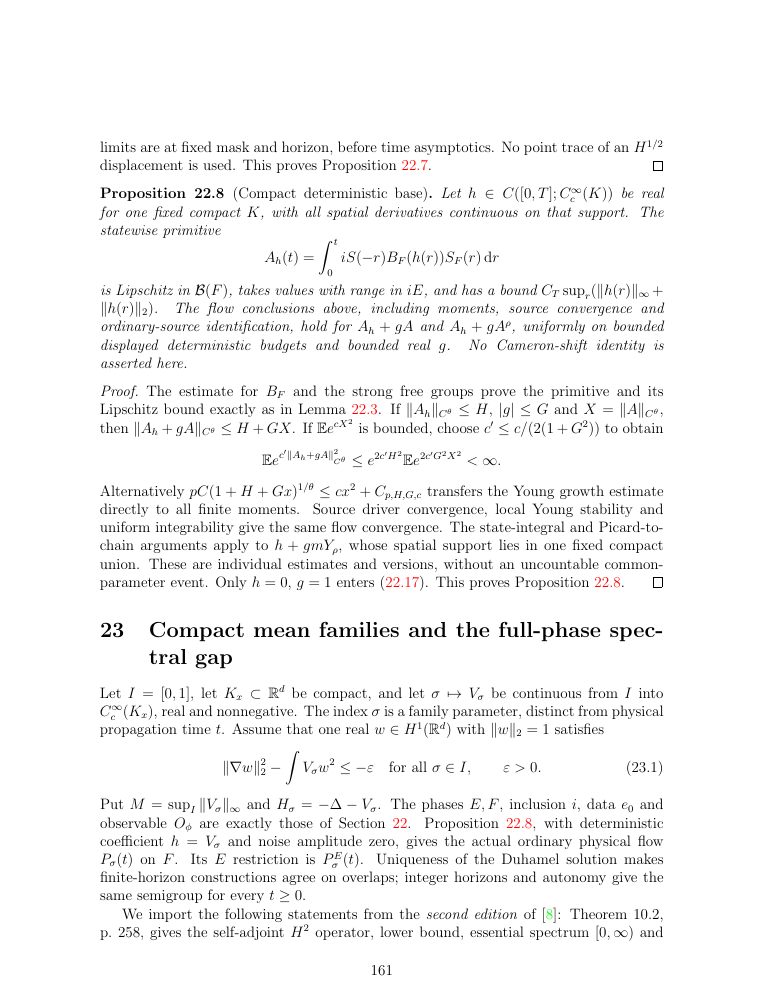 limits are at fixed mask and horizon, before time asymptotics. No point trace of an H^{1/2}
displacement is used. This proves Proposition 22.7. □
Proposition 22.8 (Compact deterministic base). Let h ∈ C([0, T]; C_c^∞(K)) be real
for one fixed compact K, with all spatial derivatives continuous on that support. The
statewise primitive
A_h(t) = ∫_0^t iS(−r)B_F(h(r))S_F(r) dr
is Lipschitz in B(F), takes values with range in iE, and has a bound C_T sup_r(‖h(r)‖_∞ +
‖h(r)‖_2). The flow conclusions above, including moments, source convergence and
ordinary-source identification, hold for A_h + gA and A_h + gA^ρ, uniformly on bounded
displayed deterministic budgets and bounded real g. No Cameron-shift identity is
asserted here.
Proof. The estimate for B_F and the strong free groups prove the primitive and its
Lipschitz bound exactly as in Lemma 22.3. If ‖A_h‖_{C^θ} ≤ H, |g| ≤ G and X = ‖A‖_{C^θ},
then ‖A_h + gA‖_{C^θ} ≤ H + GX. If 𝔼e^{cX^2} is bounded, choose c′ ≤ c/(2(1 + G^2)) to obtain
𝔼e^{c′‖A_h+gA‖^2_{C^θ}} ≤ e^{2c′H^2}𝔼e^{2c′G^2X^2} < ∞.
Alternatively pC(1 + H + Gx)^{1/θ} ≤ cx^2 + C_{p,H,G,c} transfers the Young growth estimate
directly to all finite moments. Source driver convergence, local Young stability and
uniform integrability give the same flow convergence. The state-integral and Picard-to-
chain arguments apply to h + gmY_ρ, whose spatial support lies in one fixed compact
union. These are individual estimates and versions, without an uncountable common-
parameter event. Only h = 0, g = 1 enters (22.17). This proves Proposition 22.8. □
23 Compact mean families and the full-phase spec-
tral gap
Let I = [0, 1], let K_x ⊂ ℝ^d be compact, and let σ ↦ V_σ be continuous from I into
C_c^∞(K_x), real and nonnegative. The index σ is a family parameter, distinct from physical
propagation time t. Assume that one real w ∈ H^1(ℝ^d) with ‖w‖_2 = 1 satisfies
‖∇w‖_2^2 − ∫ V_σw^2 ≤ −ε for all σ ∈ I, ε > 0. (23.1)
Put M = sup_I ‖V_σ‖_∞ and H_σ = −Δ − V_σ. The phases E, F, inclusion i, data e_0 and
observable O_ϕ are exactly those of Section 22. Proposition 22.8, with deterministic
coefficient h = V_σ and noise amplitude zero, gives the actual ordinary physical flow
P_σ(t) on F. Its E restriction is P_σ^E(t). Uniqueness of the Duhamel solution makes
finite-horizon constructions agree on overlaps; integer horizons and autonomy give the
same semigroup for every t ≥ 0.
We import the following statements from the second edition of [8]: Theorem 10.2,
p. 258, gives the self-adjoint H^2 operator, lower bound, essential spectrum [0, ∞) and
161